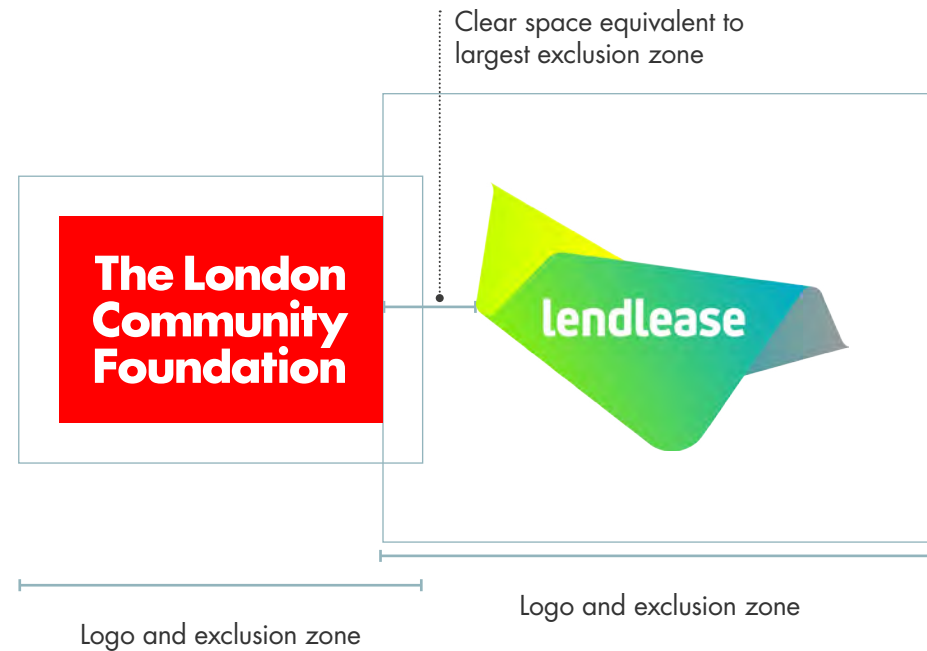 Clear space equivalent to
largest exclusion zone
The London
Community
Foundation
lendlease
Logo and exclusion zone
Logo and exclusion zone